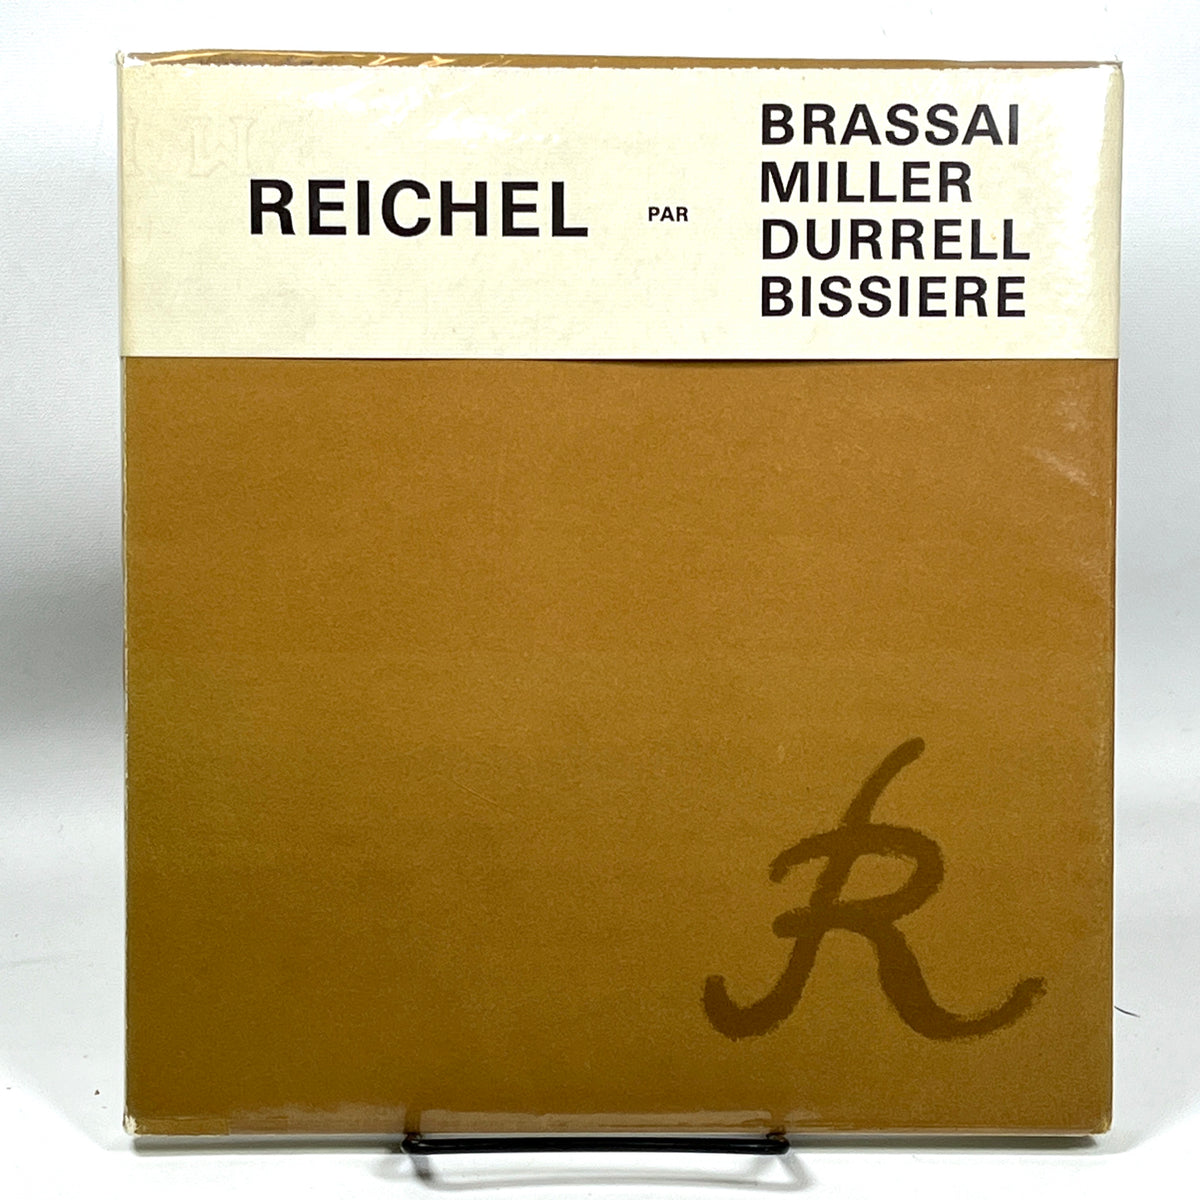 REICHEL PAR
BRASSAI
MILLER
DURRELL
BISSIERE
R